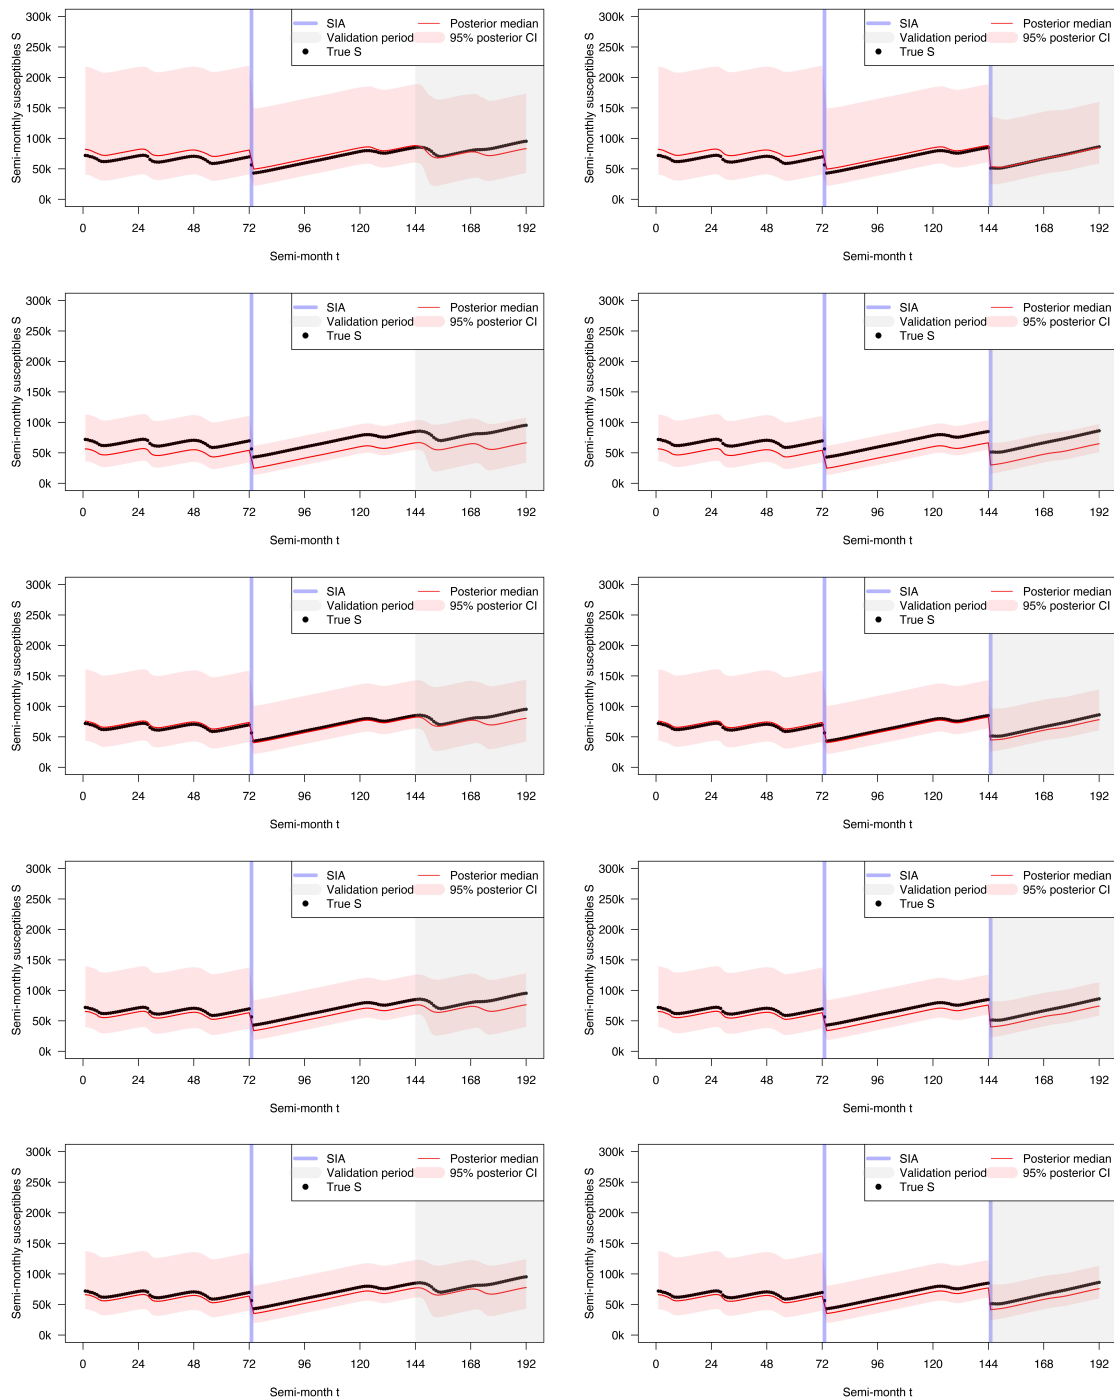 300k
250k
200k
150k
100k
50k
0k
Semi-monthly susceptibles S
SIA
Validation period
True S
Posterior median
95% posterior CI
0 24 48 72 96 120 144 168 192
Semi-month t
300k
250k
200k
150k
100k
50k
0k
Semi-monthly susceptibles S
SIA
Validation period
True S
Posterior median
95% posterior CI
0 24 48 72 96 120 144 168 192
Semi-month t
300k
250k
200k
150k
100k
50k
0k
Semi-monthly susceptibles S
SIA
Validation period
True S
Posterior median
95% posterior CI
0 24 48 72 96 120 144 168 192
Semi-month t
300k
250k
200k
150k
100k
50k
0k
Semi-monthly susceptibles S
SIA
Validation period
True S
Posterior median
95% posterior CI
0 24 48 72 96 120 144 168 192
Semi-month t
300k
250k
200k
150k
100k
50k
0k
Semi-monthly susceptibles S
SIA
Validation period
True S
Posterior median
95% posterior CI
0 24 48 72 96 120 144 168 192
Semi-month t
300k
250k
200k
150k
100k
50k
0k
Semi-monthly susceptibles S
SIA
Validation period
True S
Posterior median
95% posterior CI
0 24 48 72 96 120 144 168 192
Semi-month t
300k
250k
200k
150k
100k
50k
0k
Semi-monthly susceptibles S
SIA
Validation period
True S
Posterior median
95% posterior CI
0 24 48 72 96 120 144 168 192
Semi-month t
300k
250k
200k
150k
100k
50k
0k
Semi-monthly susceptibles S
SIA
Validation period
True S
Posterior median
95% posterior CI
0 24 48 72 96 120 144 168 192
Semi-month t
300k
250k
200k
150k
100k
50k
0k
Semi-monthly susceptibles S
SIA
Validation period
True S
Posterior median
95% posterior CI
0 24 48 72 96 120 144 168 192
Semi-month t
300k
250k
200k
150k
100k
50k
0k
Semi-monthly susceptibles S
SIA
Validation period
True S
Posterior median
95% posterior CI
0 24 48 72 96 120 144 168 192
Semi-month t